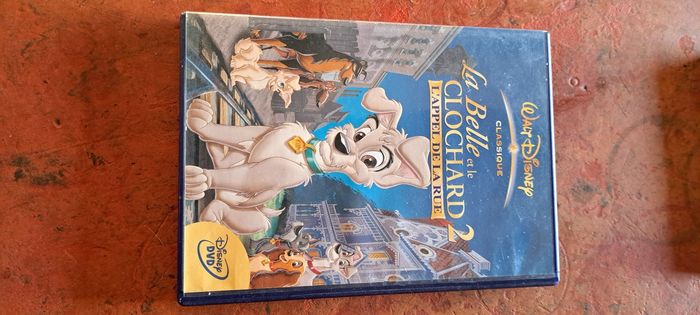 WALT DISNEY
CLASSIQUE
La Belle et le
CLOCHARD 2
L'APPEL DE LA RUE
DISNEY
DVD